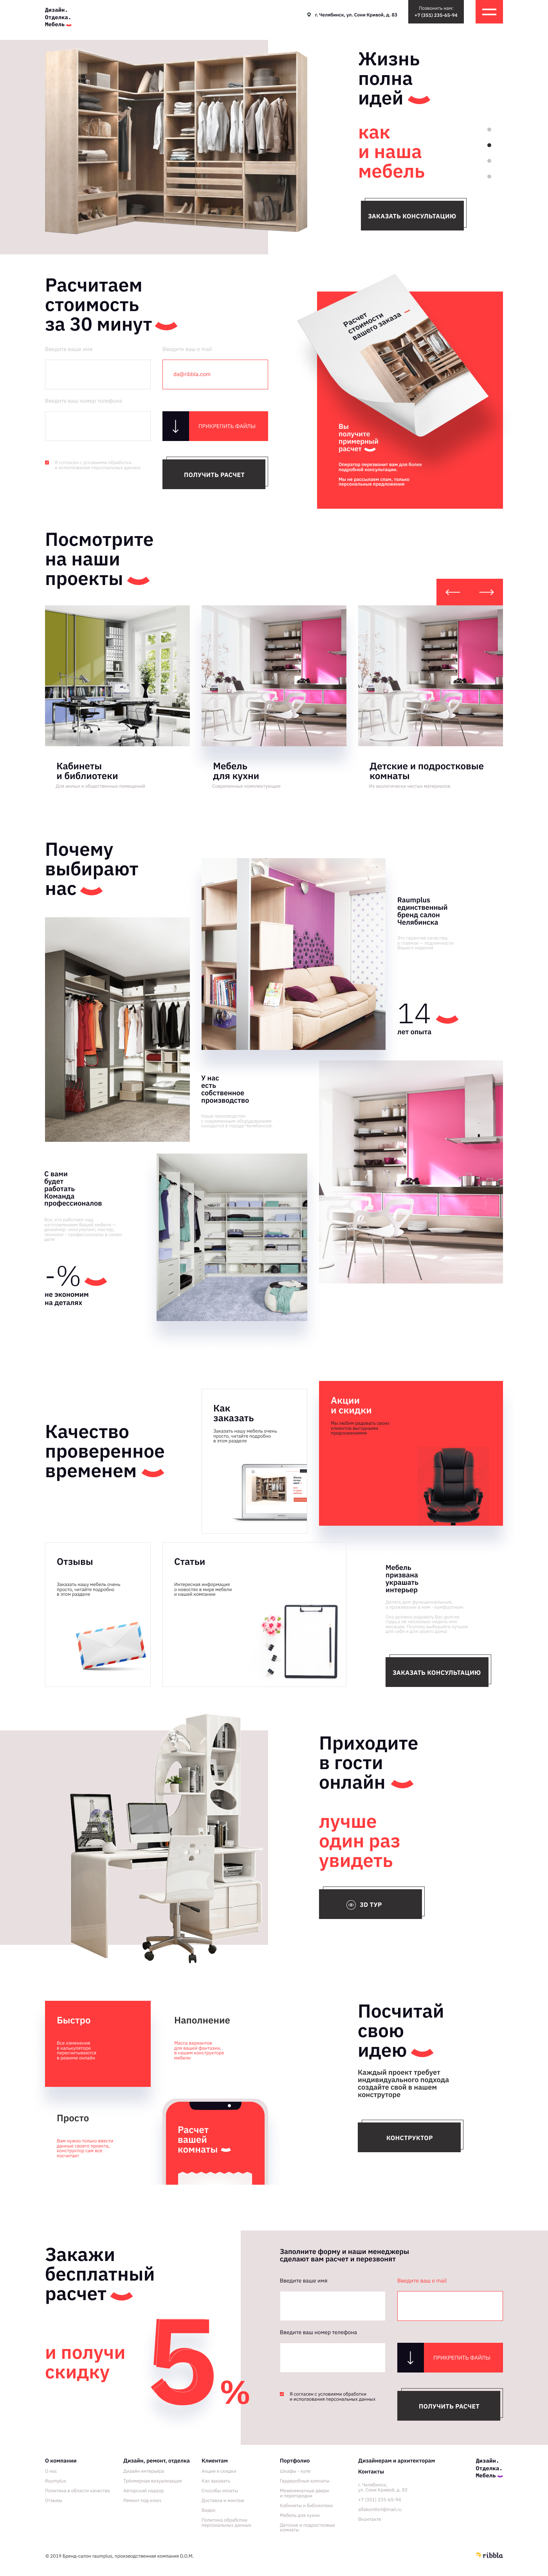 Дизайн.
Отделка.
Мебель
г. Челябинск, ул. Сони Кривой, д. 83
Позвоните нам:
+7 (351) 235-65-94
Жизнь
полна
идей
как
и наша
мебель
ЗАКАЗАТЬ КОНСУЛЬТАЦИЮ
Расчитаем
стоимость
за 30 минут
Введите ваше имя
Введите ваш e mail
da@ribbla.com
Введите ваш номер телефона
ПРИКРЕПИТЬ ФАЙЛЫ
Я согласен с условиями обработки
и использования персональных данных
ПОЛУЧИТЬ РАСЧЕТ
Расчет
стоимости
вашего заказа
Вы
получите
примерный
расчет
Оператор перезвонит вам для более
подробной консультации.
Мы не рассылаем спам, только
персональные предложения
Посмотрите
на наши
проекты
Кабинеты
и библиотеки
Для жилых и общественных помещений
Мебель
для кухни
Современные комплектующие
Детские и подростковые
комнаты
Из экологически чистых материалов
Почему
выбирают
нас
Raumplus
единственный
бренд салон
Челябинска
14
лет опыта
У нас
есть
собственное
производство
Наше производство
с современным оборудованием
находится в городе Челябинске
С вами
будет
работать
Команда
профессионалов
-%
не экономим
на деталях
Качество
проверенное
временем
Как
заказать
Заказать нашу мебель очень
просто, читайте подробно
в этом разделе
Акции
и скидки
Мы любим радовать своих
клиентов выгодными
предложениями
Отзывы
Заказать нашу мебель очень
просто, читайте подробно
в этом разделе
Статьи
Интересная информация
о новостях в мире мебели
и нашей компании
Мебель
призвана
украшать
интерьер
ЗАКАЗАТЬ КОНСУЛЬТАЦИЮ
Приходите
в гости
онлайн
лучше
один раз
увидеть
3D ТУР
Быстро
Все изменения
в калькуляторе
пересчитываются
в режиме онлайн
Наполнение
Масса вариантов
для вашей фантазии,
в нашем конструкторе
мебели
Просто
Вам нужно только ввести
данные своего проекта,
конструктор сам все
посчитает
Расчет
вашей
комнаты
Посчитай
свою
идею
Каждый проект требует
индивидуального подхода
создайте свой в нашем
конструторе
КОНСТРУКТОР
Закажи
бесплатный
расчет
и получи
скидку
5%
Заполните форму и наши менеджеры
сделают вам расчет и перезвонят
Введите ваше имя
Введите ваш e mail
Введите ваш номер телефона
ПРИКРЕПИТЬ ФАЙЛЫ
Я согласен с условиями обработки
и использования персональных данных
ПОЛУЧИТЬ РАСЧЕТ
О компании
О нас
Raumplus
Политика в области качества
Отзывы
Дизайн, ремонт, отделка
Дизайн интерьера
Трёхмерная визуализация
Авторский надзор
Ремонт под ключ
Клиентам
Акции и скидки
Как заказать
Способы оплаты
Доставка и монтаж
Видео
Политика обработки
персональных данных
Портфолио
Шкафы - купе
Гардеробные комнаты
Межкомнатные двери
и перегородки
Кабинеты и библиотеки
Мебель для кухни
Детские и подростковые
комнаты
Дизайнерам и архитекторам
Контакты
г. Челябинск,
ул. Сони Кривой, д. 83
+7 (351) 235-65-94
Вконтакте
Дизайн.
Отделка.
Мебель
© 2019 Бренд-салон raumplus, производственная компания D.O.M.
ribbla